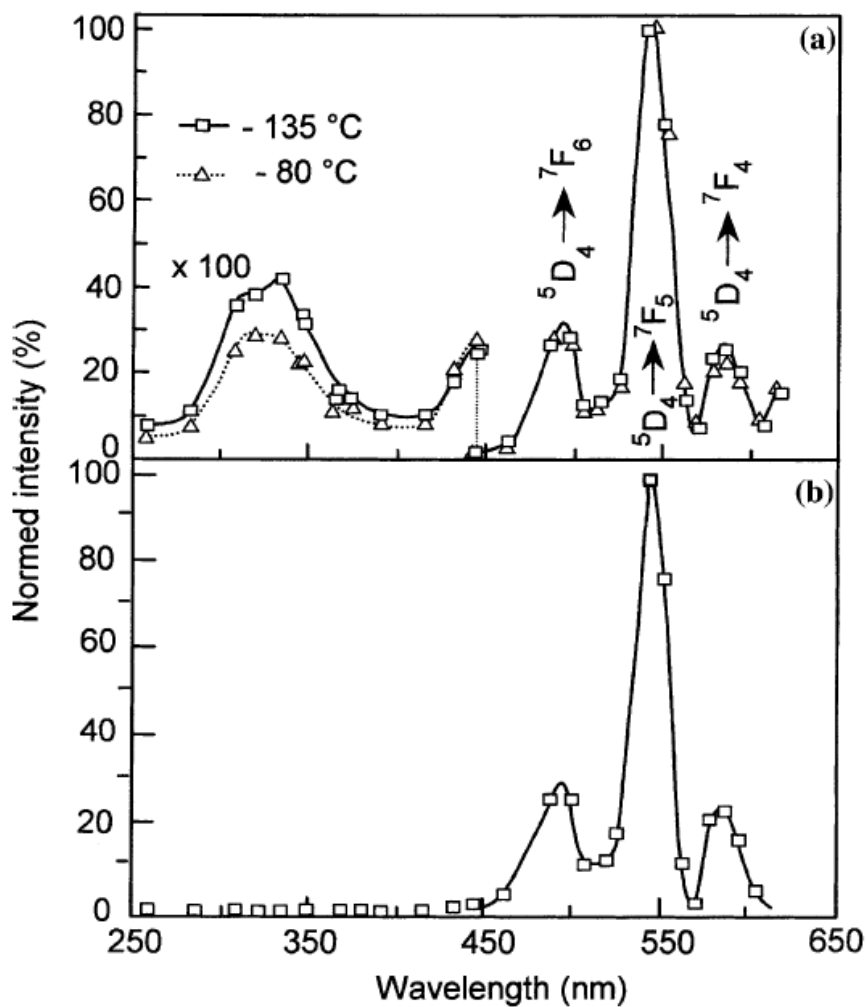 Normed intensity (%)
100
80
60
40
20
0
(a)
- 135 °C
- 80 °C
x 100
⁵D₄ → ⁷F₆
⁵D₄ → ⁷F₅
⁵D₄ → ⁷F₄
100
80
60
40
20
0
(b)
250 350 450 550 650
Wavelength (nm)